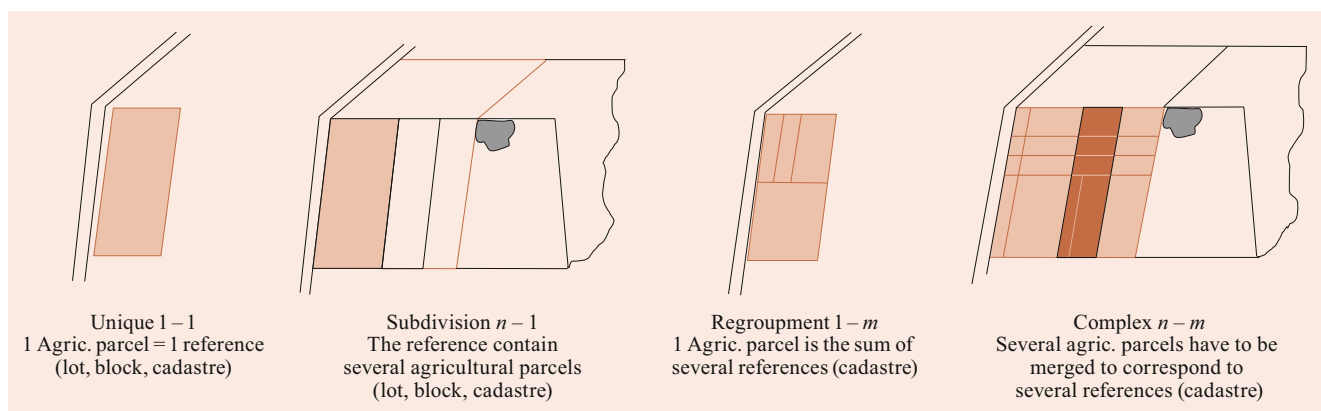 Unique 1 – 1
1 Agric. parcel = 1 reference
(lot, block, cadastre)
Subdivision n – 1
The reference contain
several agricultural parcels
(lot, block, cadastre)
Regroupment 1 – m
1 Agric. parcel is the sum of
several references (cadastre)
Complex n – m
Several agric. parcels have to be
merged to correspond to
several references (cadastre)